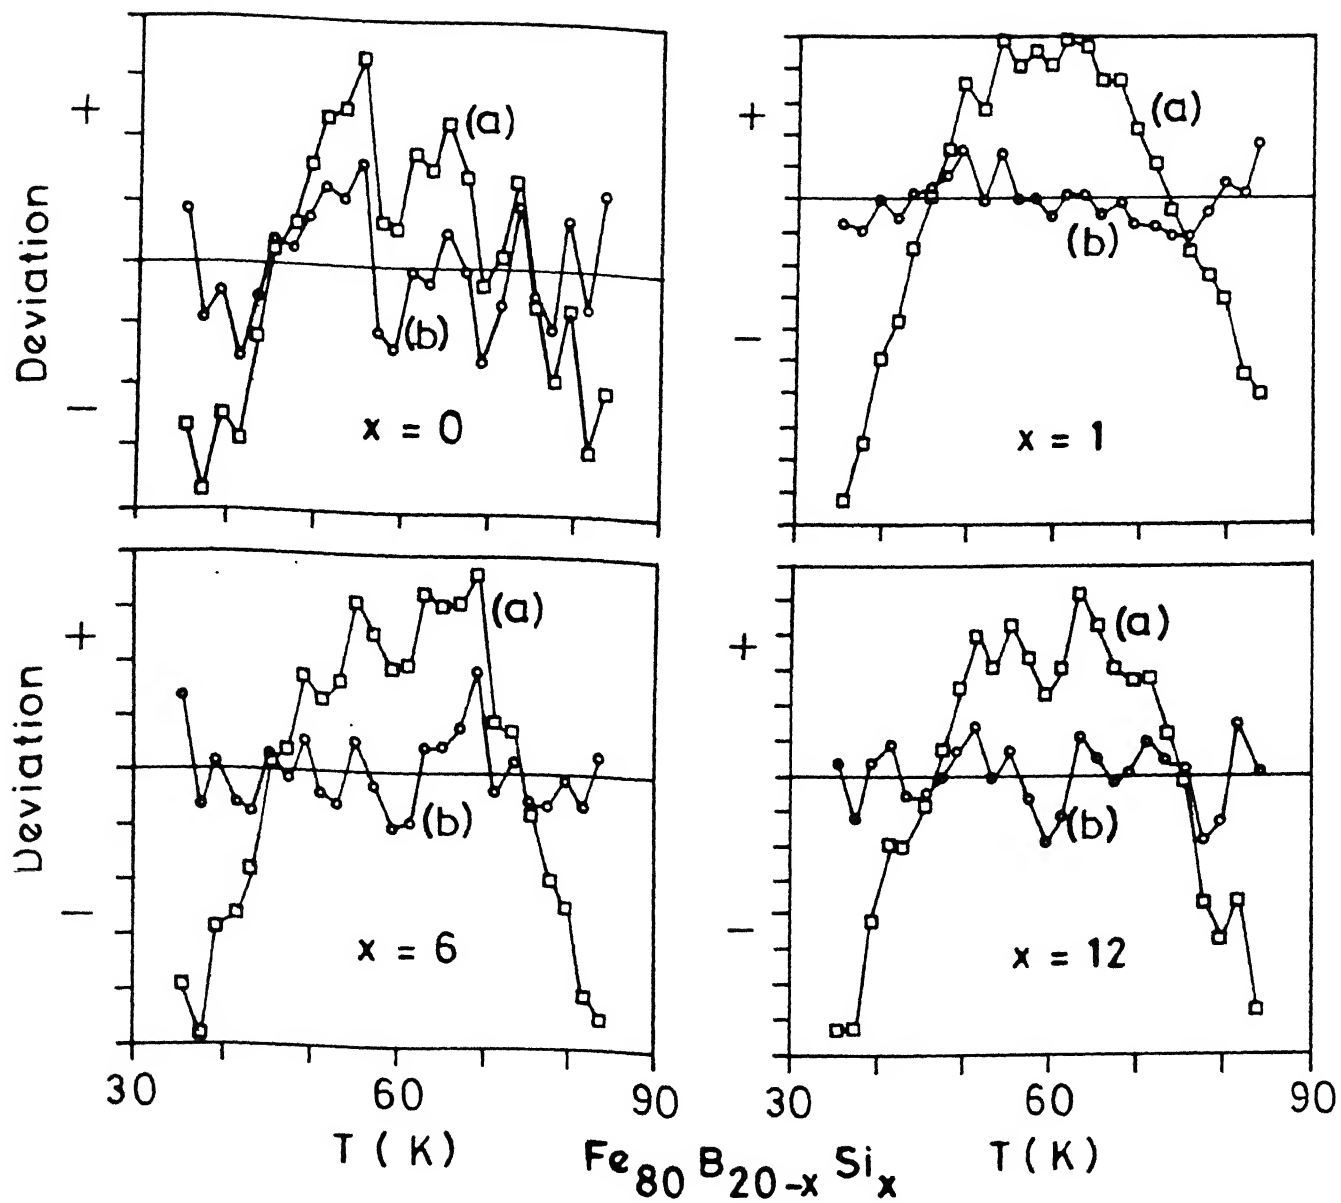 Deviation
+
−
(a)
(b)
x = 0
+
−
(a)
(b)
x = 1
Deviation
+
−
(a)
(b)
x = 6
+
−
(a)
(b)
x = 12
30 60 90
30 60 90
T ( K )
Fe80 B20-x Six
T ( K )